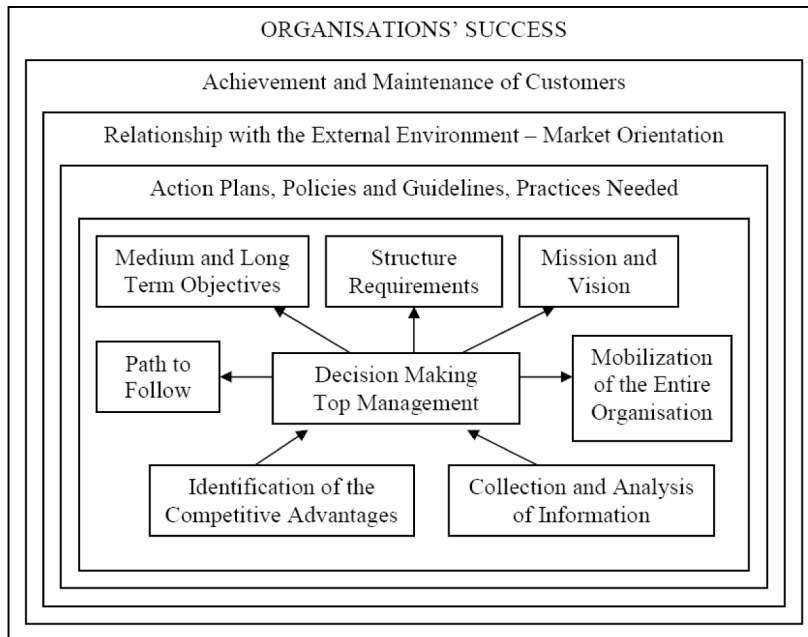 ORGANISATIONS’ SUCCESS
Achievement and Maintenance of Customers
Relationship with the External Environment – Market Orientation
Action Plans, Policies and Guidelines, Practices Needed
Medium and Long
Term Objectives
Structure
Requirements
Mission and
Vision
Path to
Follow
Decision Making
Top Management
Mobilization
of the Entire
Organisation
Identification of the
Competitive Advantages
Collection and Analysis
of Information